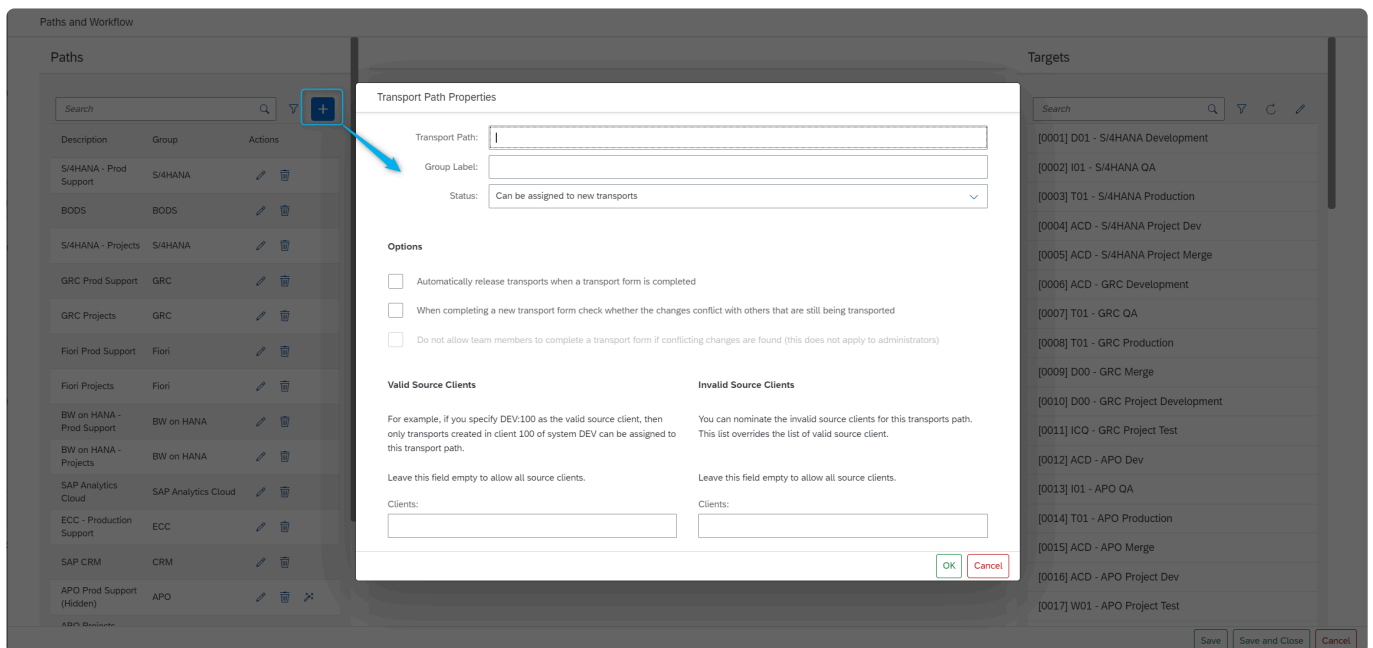 Paths and Workflow
Paths
Search
Description Group Actions
S/4HANA - Prod
Support
S/4HANA
BODS BODS
S/4HANA - Projects S/4HANA
GRC Prod Support GRC
GRC Projects GRC
Fiori Prod Support Fiori
Fiori Projects Fiori
BW on HANA -
Prod Support
BW on HANA
BW on HANA -
Projects
BW on HANA
SAP Analytics
Cloud
SAP Analytics Cloud
ECC - Production
Support
ECC
SAP CRM CRM
APO Prod Support
(Hidden)
APO
APO Projects
Transport Path Properties
Transport Path:
Group Label:
Status: Can be assigned to new transports
Options
Automatically release transports when a transport form is completed
When completing a new transport form check whether the changes conflict with others that are still being transported
Do not allow team members to complete a transport form if conflicting changes are found (this does not apply to administrators)
Valid Source Clients
For example, if you specify DEV:100 as the valid source client, then
only transports created in client 100 of system DEV can be assigned to
this transport path.
Leave this field empty to allow all source clients.
Clients:
Invalid Source Clients
You can nominate the invalid source clients for this transports path.
This list overrides the list of valid source client.
Leave this field empty to allow all source clients.
Clients:
OK Cancel
Targets
Search
[0001] D01 - S/4HANA Development
[0002] I01 - S/4HANA QA
[0003] T01 - S/4HANA Production
[0004] ACD - S/4HANA Project Dev
[0005] ACD - S/4HANA Project Merge
[0006] ACD - GRC Development
[0007] T01 - GRC QA
[0008] T01 - GRC Production
[0009] D00 - GRC Merge
[0010] D00 - GRC Project Development
[0011] ICQ - GRC Project Test
[0012] ACD - APO Dev
[0013] I01 - APO QA
[0014] T01 - APO Production
[0015] ACD - APO Merge
[0016] ACD - APO Project Dev
[0017] W01 - APO Project Test
Save Save and Close Cancel